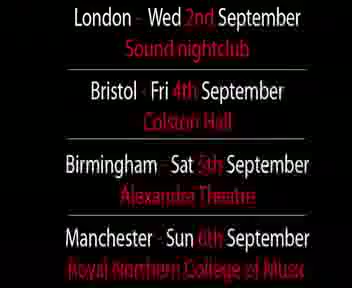 London - Wed 2nd September
Sound nightclub
Bristol - Fri 4th September
Colston Hall
Birmingham - Sat 5th September
Alexandra Theatre
Manchester - Sun 6th September
Royal Northern College of Music